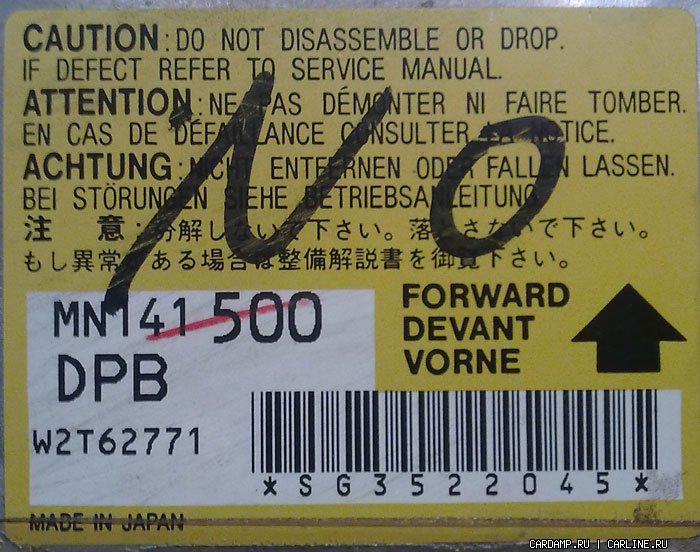 CAUTION: DO NOT DISASSEMBLE OR DROP.
IF DEFECT REFER TO SERVICE MANUAL.
ATTENTION: NE PAS DÉMONTER NI FAIRE TOMBER.
EN CAS DE DÉFAILLANCE CONSULTER LA NOTICE.
ACHTUNG: NICHT ENTFERNEN ODER FALLEN LASSEN.
BEI STÖRUNGEN SIEHE BETRIEBSANLEITUNG.
注 意:分解しないで下さい。落とさないで下さい。
もし異常がある場合は整備解説書を御覧下さい。
NO
MN141500
DPB
W2T62771
FORWARD
DEVANT
VORNE
*SG3522045*
MADE IN JAPAN
CARDAMP.RU | CARLINE.RU